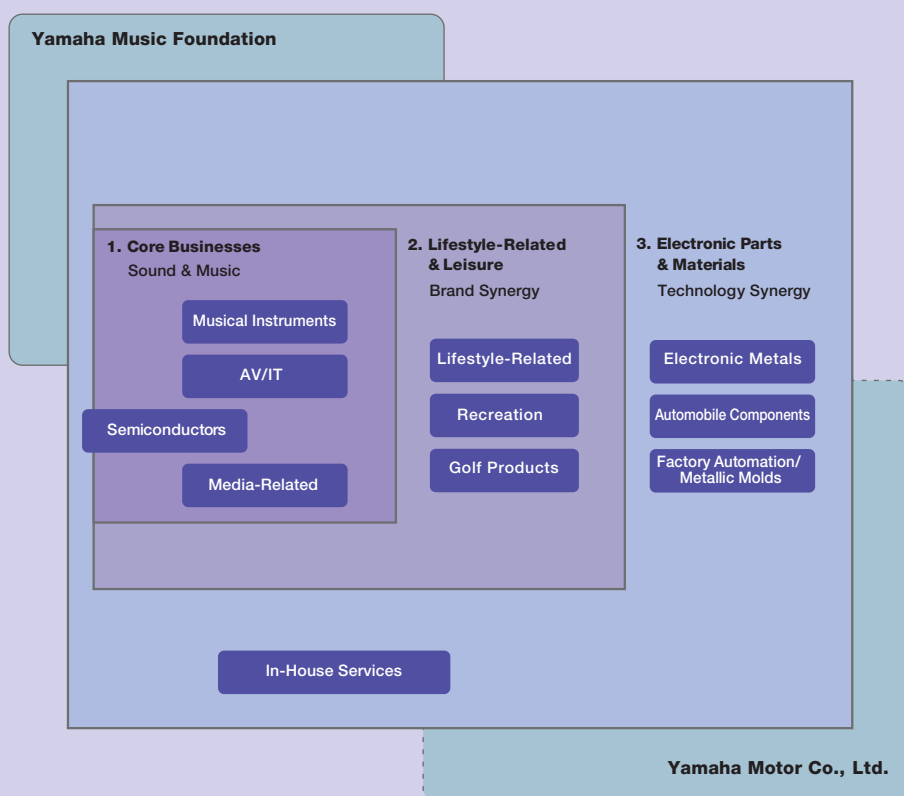 Yamaha Music Foundation
1. Core Businesses
Sound & Music
Musical Instruments
AV/IT
Semiconductors
Media-Related
2. Lifestyle-Related
& Leisure
Brand Synergy
Lifestyle-Related
Recreation
Golf Products
3. Electronic Parts
& Materials
Technology Synergy
Electronic Metals
Automobile Components
Factory Automation/
Metallic Molds
In-House Services
Yamaha Motor Co., Ltd.